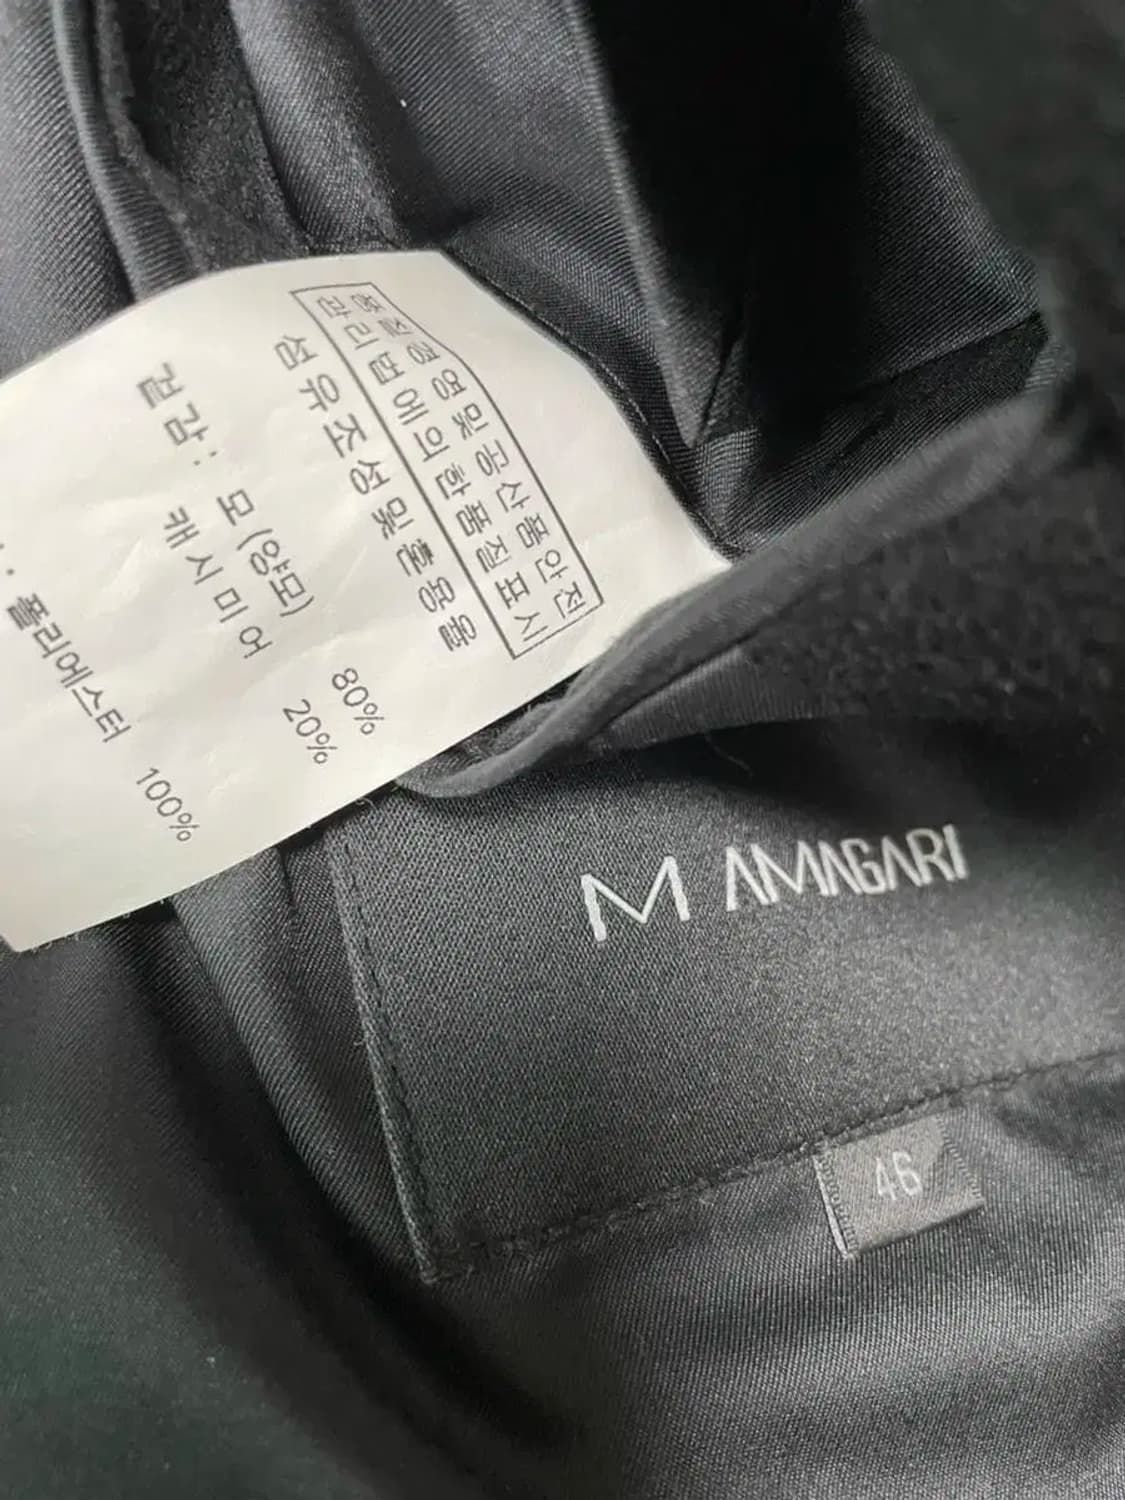 품질경영및공산품안전
관리법에의한품질표시
섬유조성및혼용율
겉감: 모(양모) 80%
캐시미어 20%
: 폴리에스터 100%
M AMAGARI
46